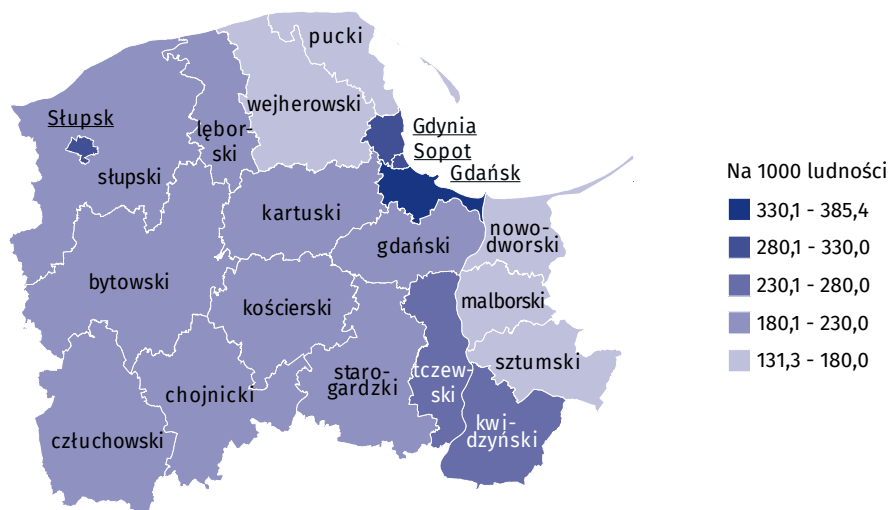 pucki
wejherowski
Słupsk
Gdynia
lębor-
ski
Sopot
Gdańsk
słupski
kartuski
nowo-
dworski
gdański
bytowski
kościerski
malborski
sztumski
staro-
gardzki
tczew-
ski
chojnicki
kwi-
dzyński
człuchowski
Na 1000 ludności
330,1 - 385,4
280,1 - 330,0
230,1 - 280,0
180,1 - 230,0
131,3 - 180,0